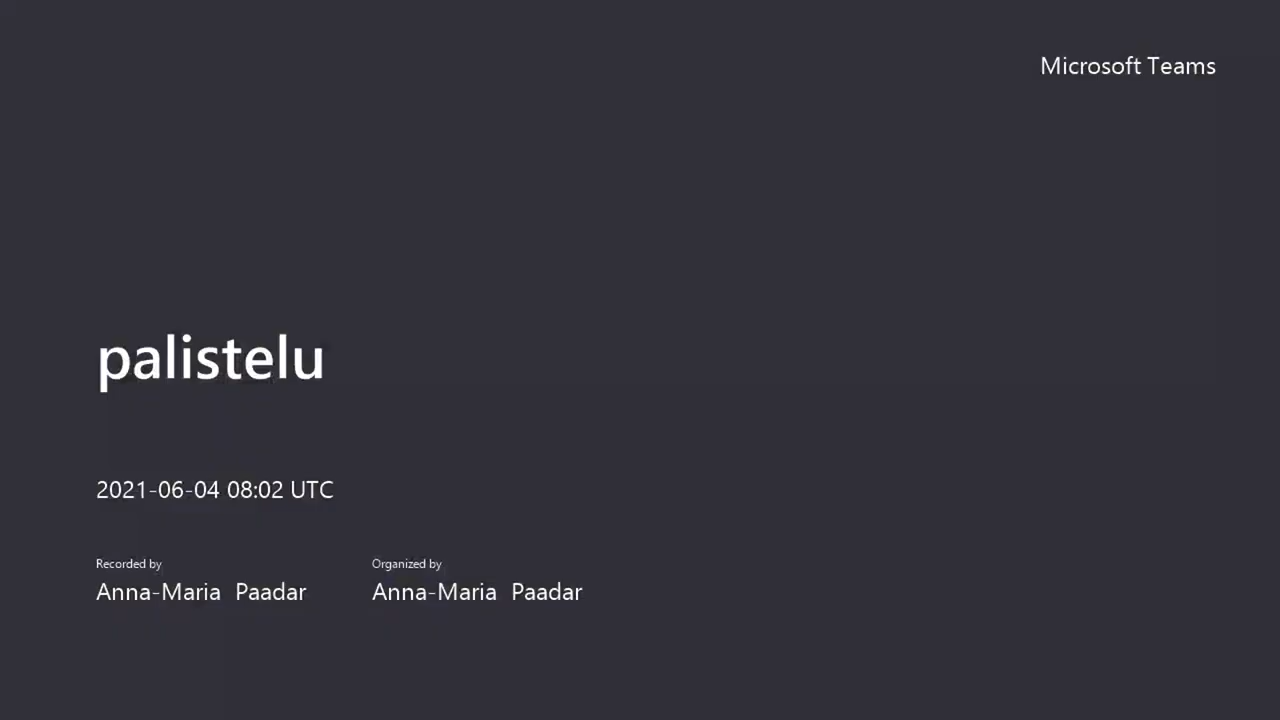 Microsoft Teams
palistelu
2021-06-04 08:02 UTC
Recorded by
Anna-Maria Paadar
Organized by
Anna-Maria Paadar